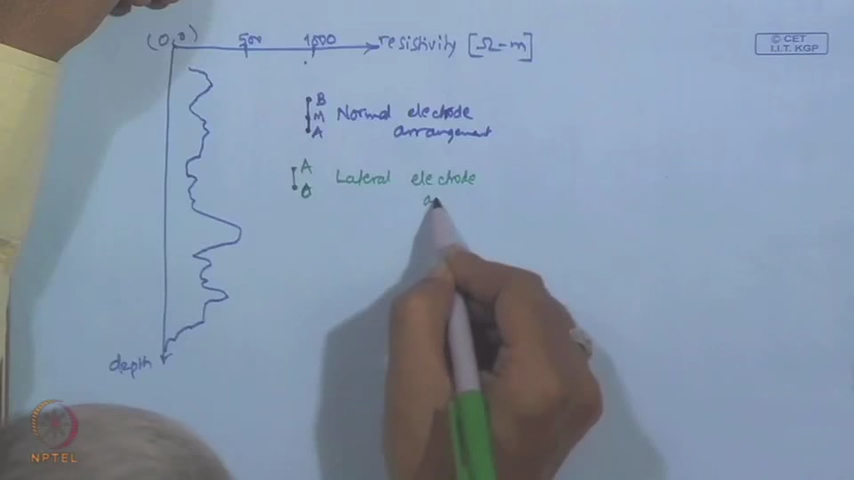 (0,0) 500 1000 resistivity [Ω-m]
© CET
I.I.T. KGP
B
M Normal electrode
A arrangement
A Lateral electrode
O a
depth
NPTEL